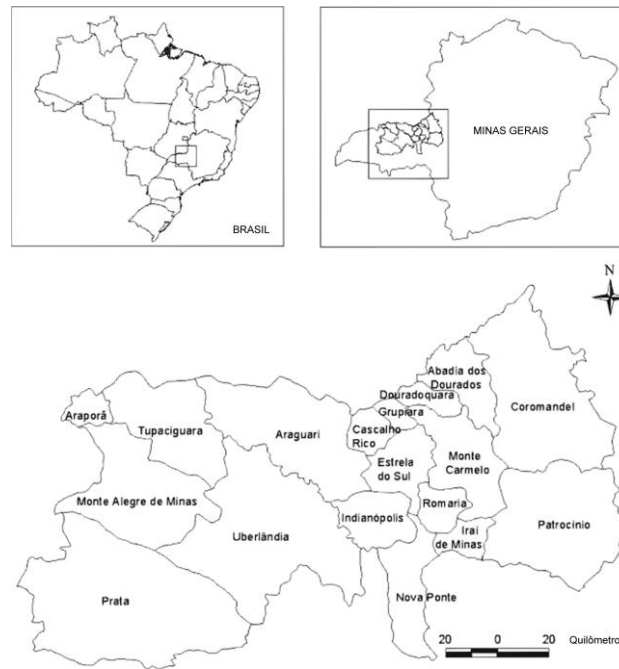 BRASIL
MINAS GERAIS
N
Abadia dos
Dourados
Douradoquara
Grupiara
Coromandel
Araporã
Tupaciguara
Araguari
Cascalho
Rico
Estrela
do Sul
Monte
Carmelo
Monte Alegre de Minas
Romaria
Indianópolis
Uberlândia
Iraí
de Minas
Patrocínio
Prata
Nova Ponte
20 0 20 Quilômetro